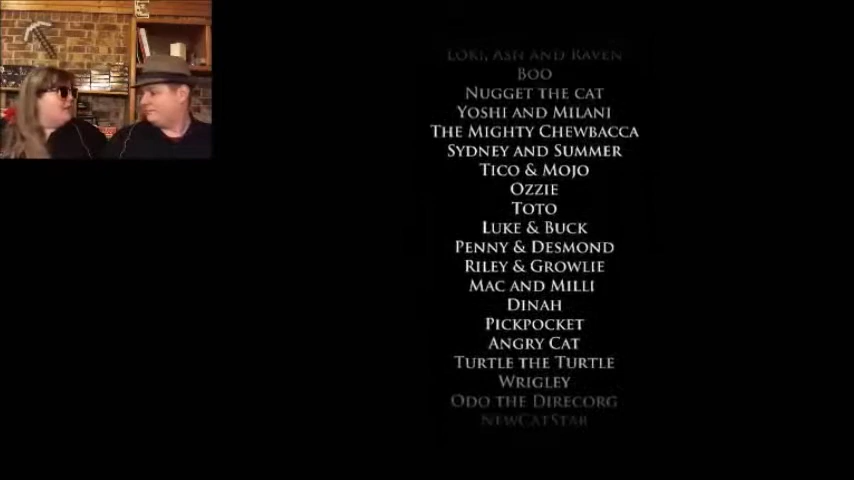 Loki, Ash and Raven
Boo
Nugget the cat
Yoshi and Milani
The Mighty Chewbacca
Sydney and Summer
Tico & Mojo
Ozzie
Toto
Luke & Buck
Penny & Desmond
Riley & Growlie
Mac and Milli
Dinah
Pickpocket
Angry Cat
Turtle the Turtle
Wrigley
Odo the Direcorg
NewCatStar